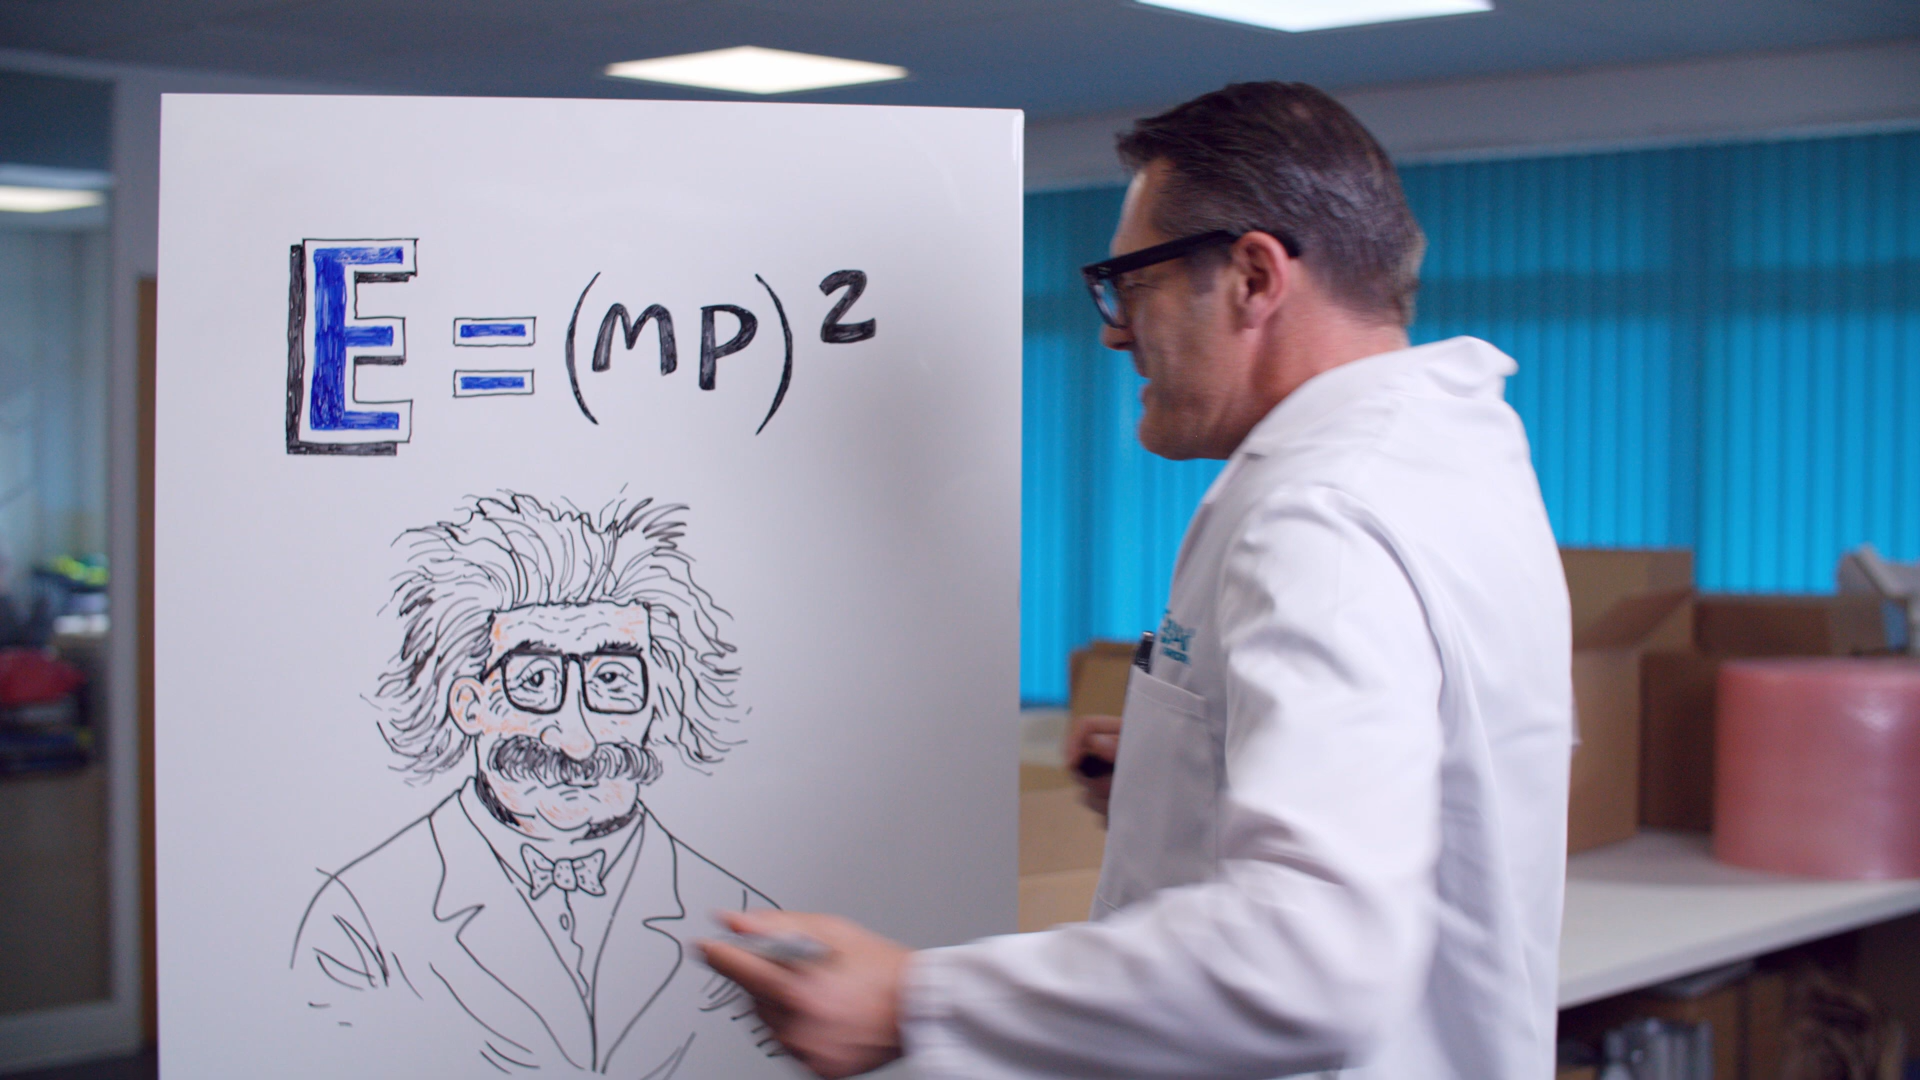 E = (MP)²